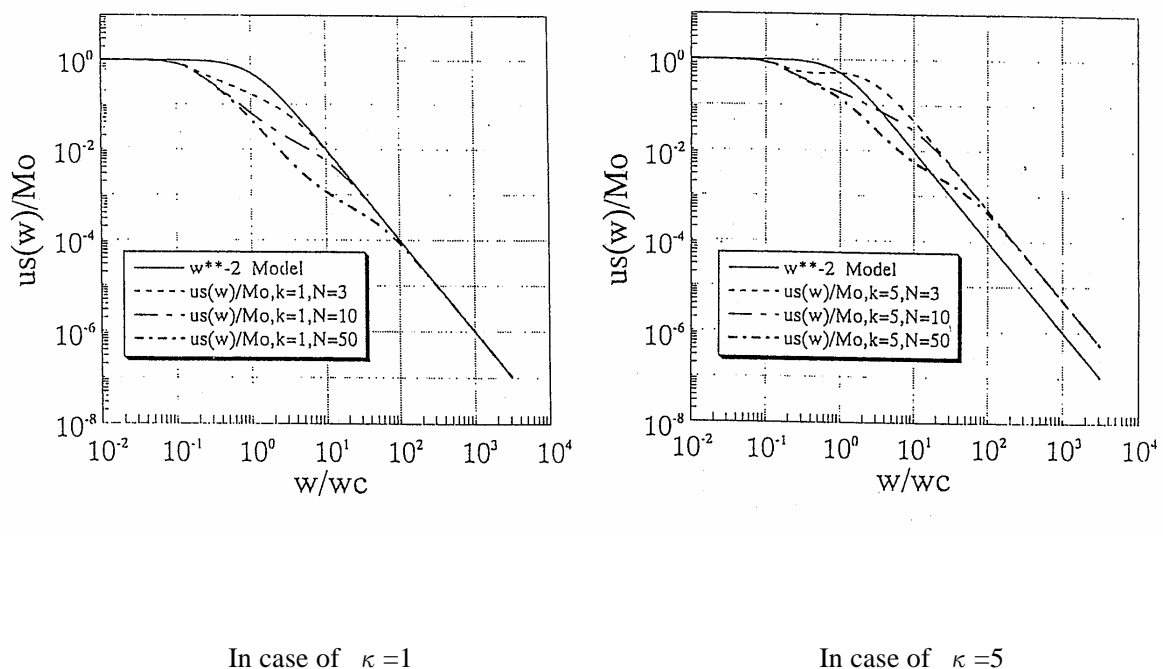 us(w)/Mo
10^0
10^-2
10^-4
10^-6
10^-8
w**-2 Model
us(w)/Mo,k=1,N=3
us(w)/Mo,k=1,N=10
us(w)/Mo,k=1,N=50
10^-2 10^-1 10^0 10^1 10^2 10^3 10^4
w/wc
us(w)/Mo
10^0
10^-2
10^-4
10^-6
10^-8
w**-2 Model
us(w)/Mo,k=5,N=3
us(w)/Mo,k=5,N=10
us(w)/Mo,k=5,N=50
10^-2 10^-1 10^0 10^1 10^2 10^3 10^4
w/wc
In case of κ =1
In case of κ =5